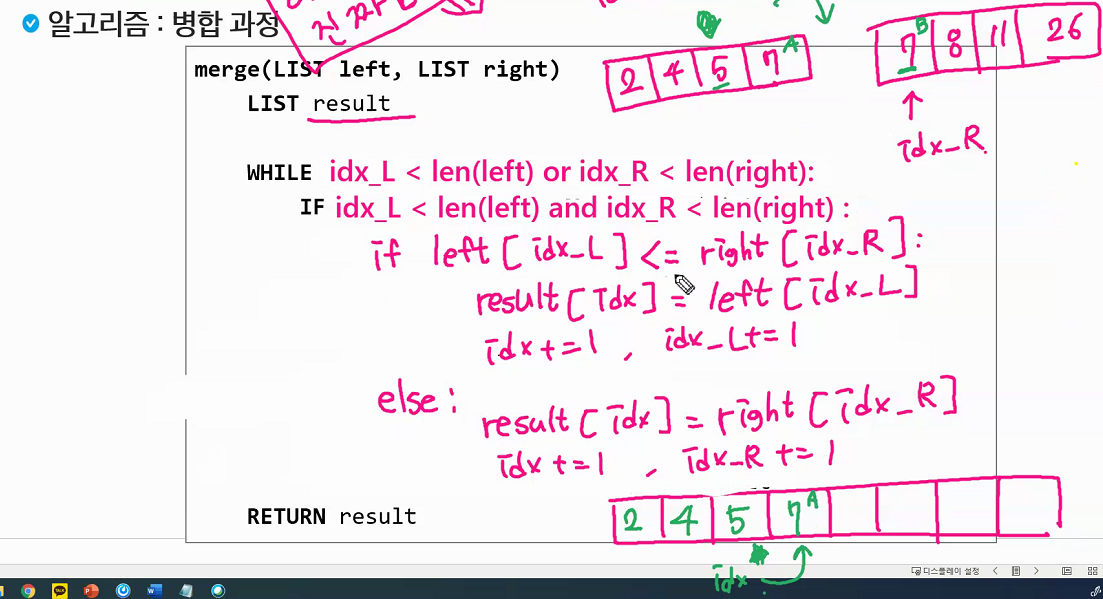 알고리즘 : 병합 과정
merge(LIST left, LIST right)
2 4 5 7A
7B 8 11 26
LIST result
idx_R
WHILE idx_L < len(left) or idx_R < len(right):
IF idx_L < len(left) and idx_R < len(right) :
if left [ idx_L ] <= right [ idx_R ] :
result [ idx ] = left [ idx_L ]
idx += 1 , idx_L += 1
else :
result [ idx ] = right [ idx_R ]
idx += 1 , idx_R += 1
RETURN result
2 4 5 7A
idx
디스플레이 설정